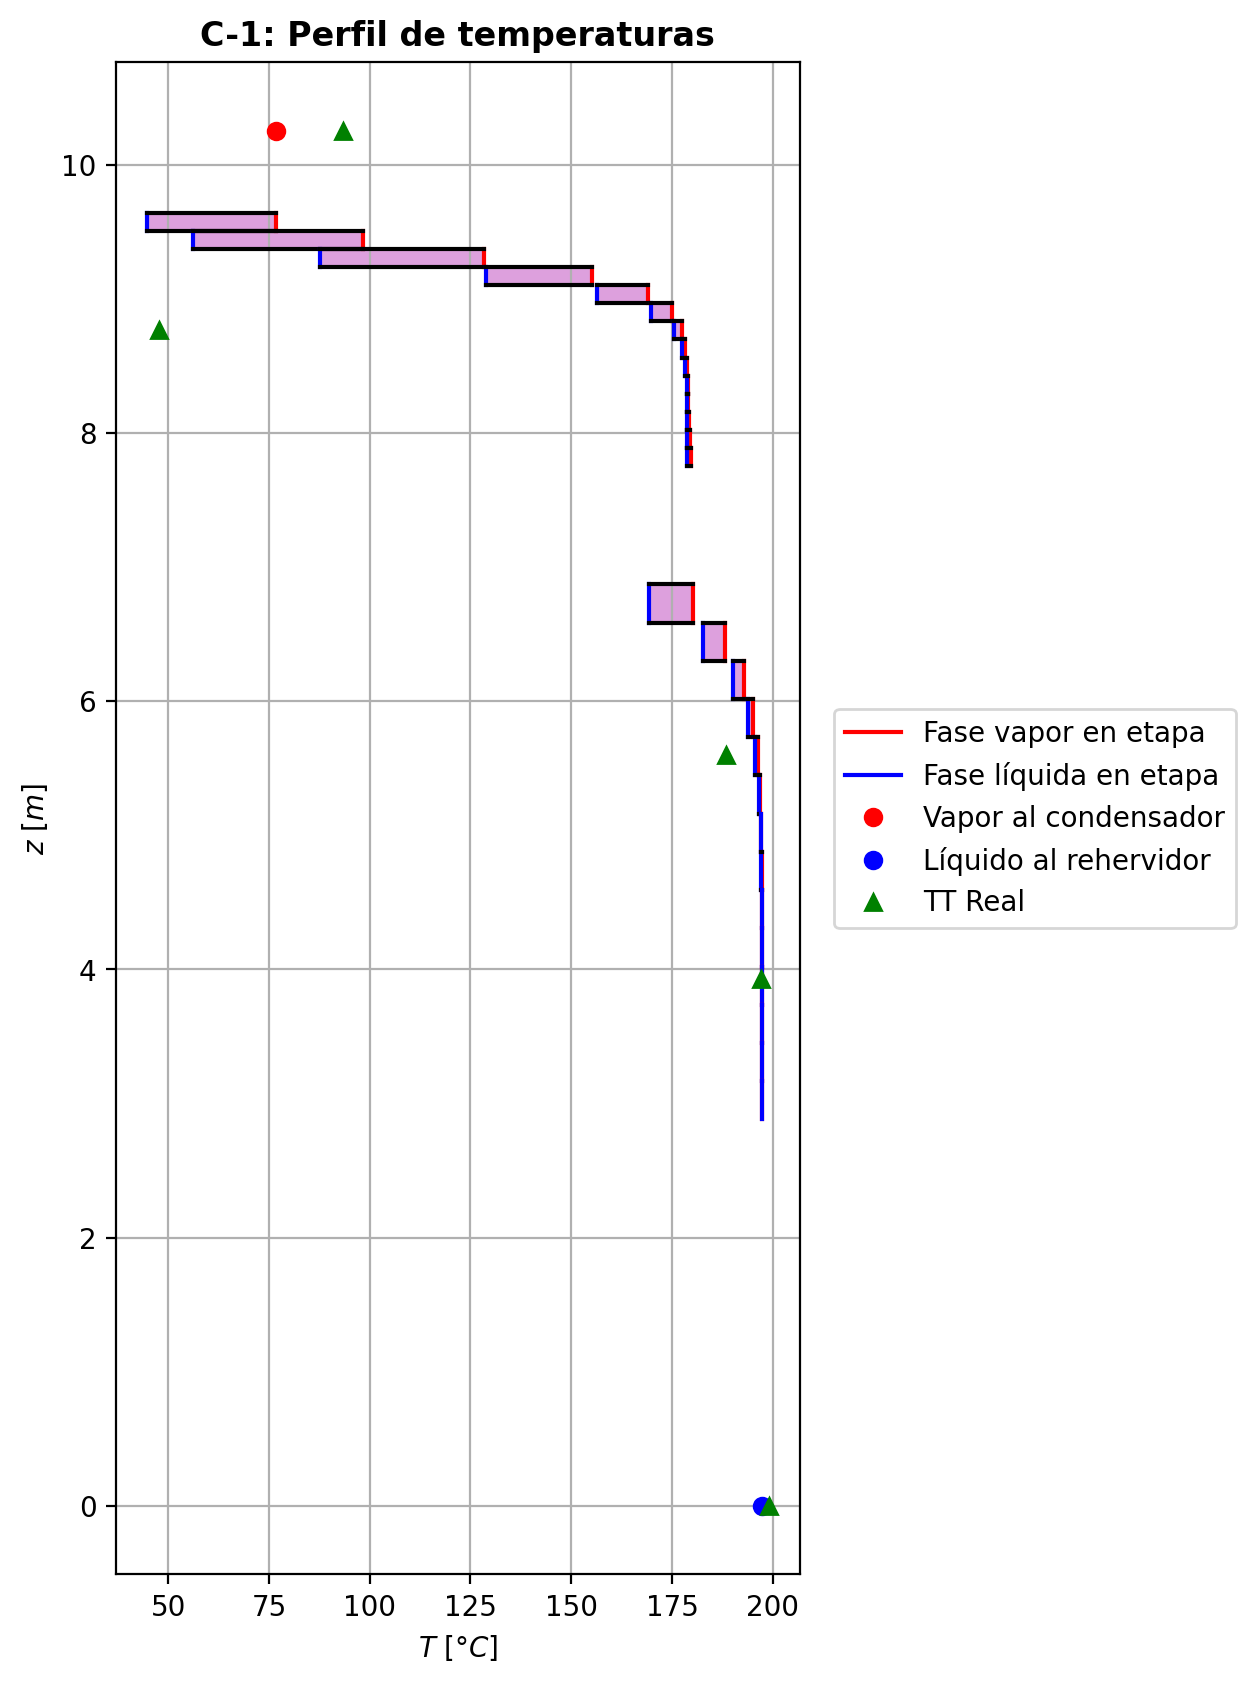 C-1: Perfil de temperaturas
10
8
6
4
2
0
z [m]
50 75 100 125 150 175 200
T [°C]
Fase vapor en etapa
Fase líquida en etapa
Vapor al condensador
Líquido al rehervidor
TT Real